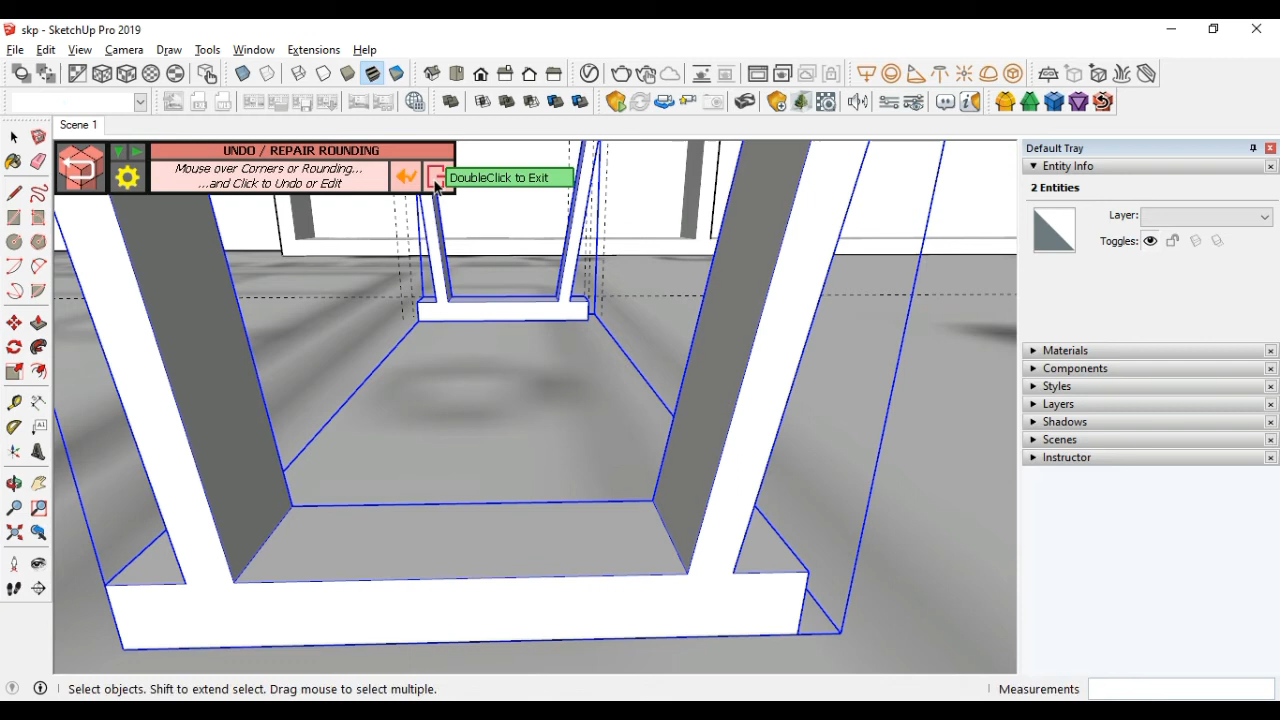 skp - SketchUp Pro 2019
File Edit View Camera Draw Tools Window Extensions Help
Scene 1
UNDO / REPAIR ROUNDING
Mouse over Corners or Rounding...
...and Click to Undo or Edit
DoubleClick to Exit
Default Tray
Entity Info
2 Entities
Layer:
Toggles:
Materials
Components
Styles
Layers
Shadows
Scenes
Instructor
Select objects. Shift to extend select. Drag mouse to select multiple.
Measurements